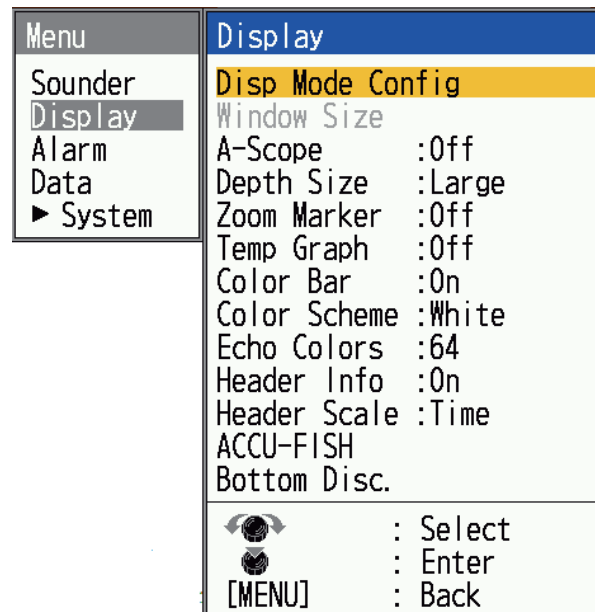 Menu
Sounder
Display
Alarm
Data
► System
Display
Disp Mode Config
Window Size
A-Scope :Off
Depth Size :Large
Zoom Marker :Off
Temp Graph :Off
Color Bar :On
Color Scheme :White
Echo Colors :64
Header Info :On
Header Scale :Time
ACCU-FISH
Bottom Disc.
: Select
: Enter
[MENU] : Back